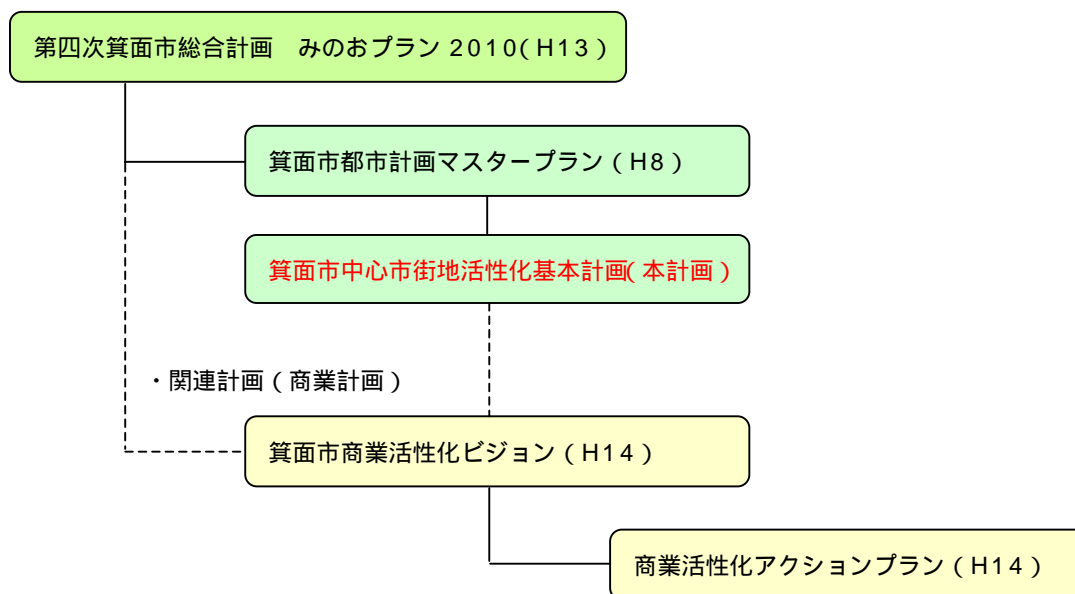 第四次箕面市総合計画　みのおプラン 2010(H13)
箕面市都市計画マスタープラン(H8)
箕面市中心市街地活性化基本計画(本計画)
・関連計画(商業計画)
箕面市商業活性化ビジョン(H14)
商業活性化アクションプラン(H14)